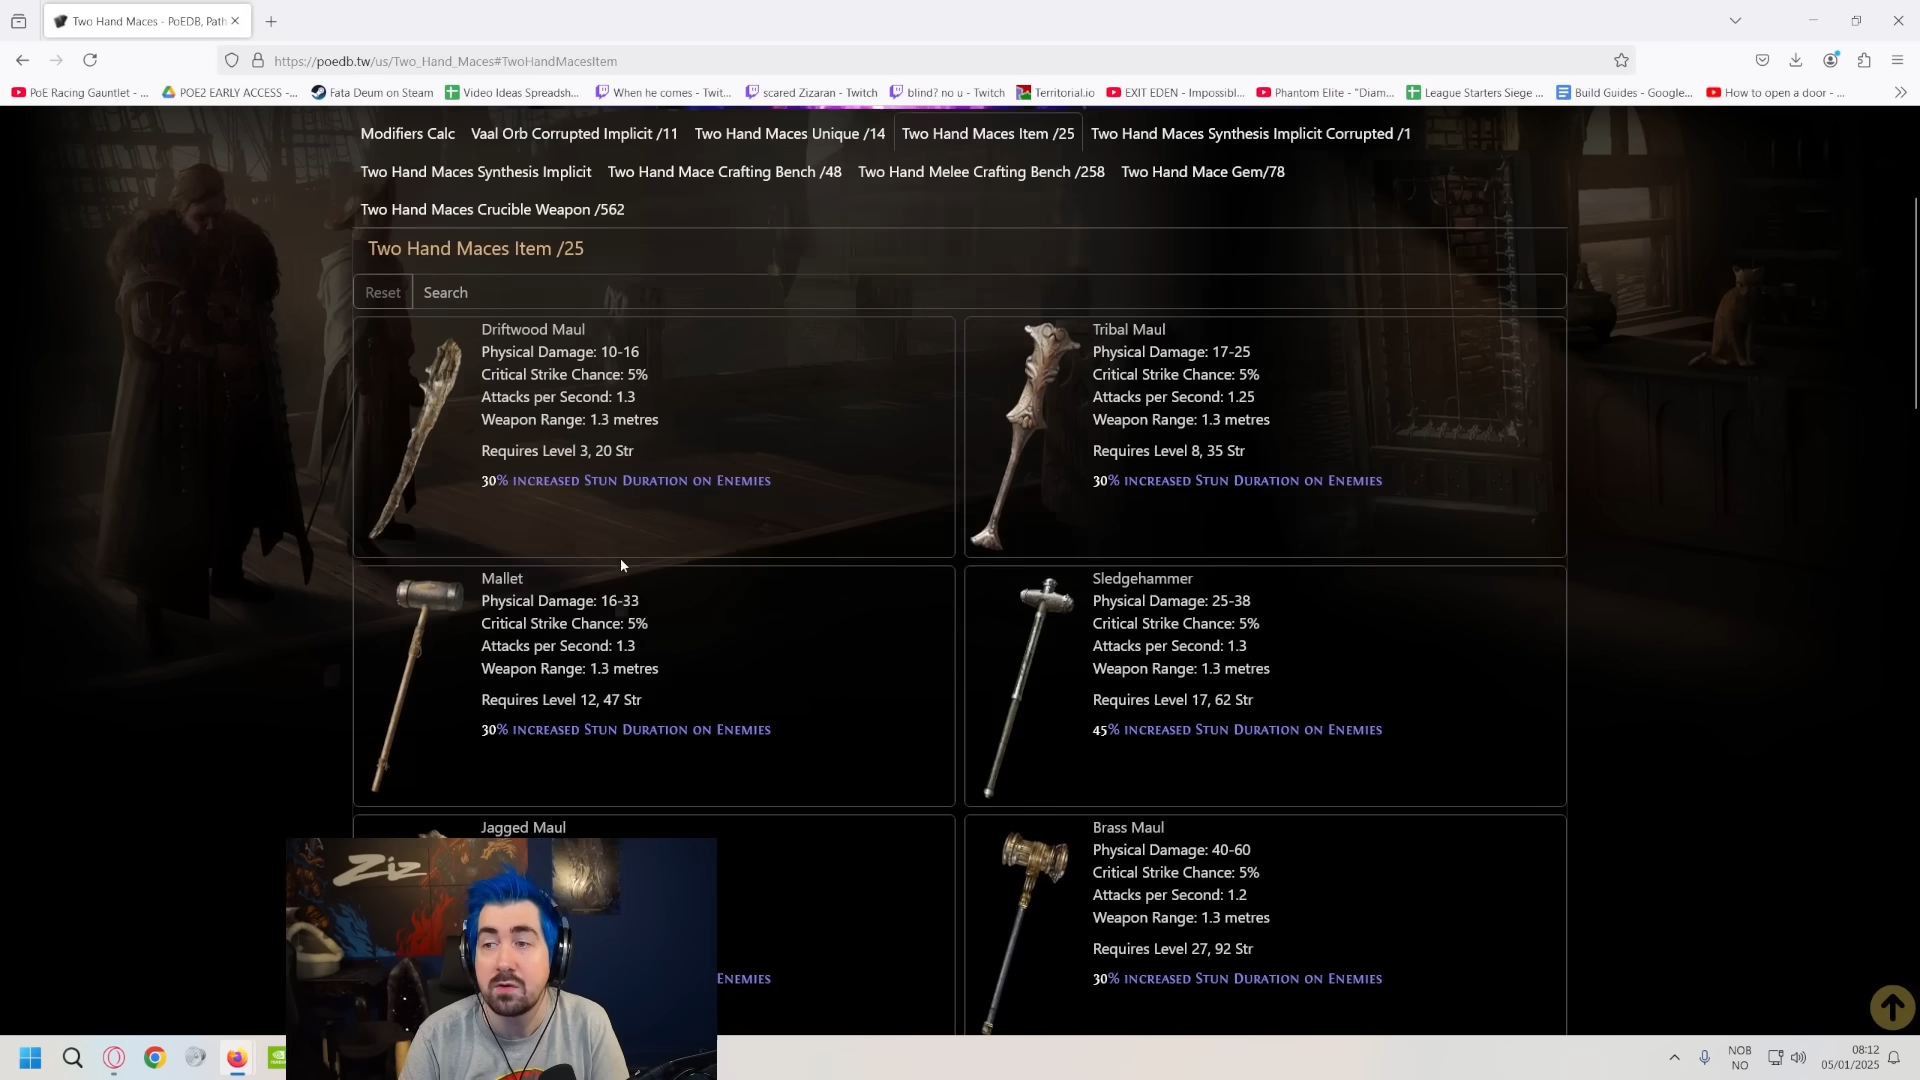 Two Hand Maces - PoEDB, Path
https://poedb.tw/us/Two_Hand_Maces#TwoHandMacesItem
PoE Racing Gauntlet - ... POE2 EARLY ACCESS -... Fata Deum on Steam Video Ideas Spreadsh... When he comes - Twit... scared Zizaran - Twitch blind? no u - Twitch Territorial.io EXIT EDEN - Impossibl... Phantom Elite - "Diam... League Starters Siege ... Build Guides - Google... How to open a door - ...
Modifiers Calc Vaal Orb Corrupted Implicit /11 Two Hand Maces Unique /14 Two Hand Maces Item /25 Two Hand Maces Synthesis Implicit Corrupted /1
Two Hand Maces Synthesis Implicit Two Hand Mace Crafting Bench /48 Two Hand Melee Crafting Bench /258 Two Hand Mace Gem/78
Two Hand Maces Crucible Weapon /562
Two Hand Maces Item /25
Reset Search
Driftwood Maul
Physical Damage: 10-16
Critical Strike Chance: 5%
Attacks per Second: 1.3
Weapon Range: 1.3 metres
Requires Level 3, 20 Str
30% increased Stun Duration on Enemies
Tribal Maul
Physical Damage: 17-25
Critical Strike Chance: 5%
Attacks per Second: 1.25
Weapon Range: 1.3 metres
Requires Level 8, 35 Str
30% increased Stun Duration on Enemies
Mallet
Physical Damage: 16-33
Critical Strike Chance: 5%
Attacks per Second: 1.3
Weapon Range: 1.3 metres
Requires Level 12, 47 Str
30% increased Stun Duration on Enemies
Sledgehammer
Physical Damage: 25-38
Critical Strike Chance: 5%
Attacks per Second: 1.3
Weapon Range: 1.3 metres
Requires Level 17, 62 Str
45% increased Stun Duration on Enemies
Jagged Maul
Enemies
Brass Maul
Physical Damage: 40-60
Critical Strike Chance: 5%
Attacks per Second: 1.2
Weapon Range: 1.3 metres
Requires Level 27, 92 Str
30% increased Stun Duration on Enemies
Ziz
NOB
NO
08:12
05/01/2025